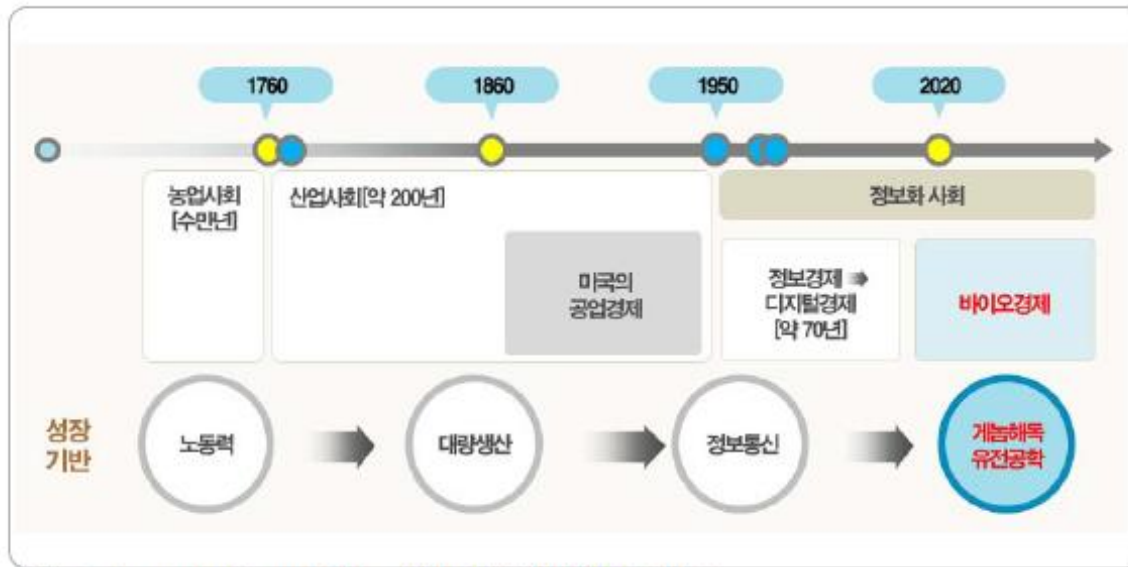 1760
1860
1950
2020
농업사회
[수만년]
산업사회[약 200년]
정보화 사회
미국의
공업경제
정보경제 ➡
디지털경제
[약 70년]
바이오경제
성장
기반
노동력
대량생산
정보통신
게놈해독
유전공학